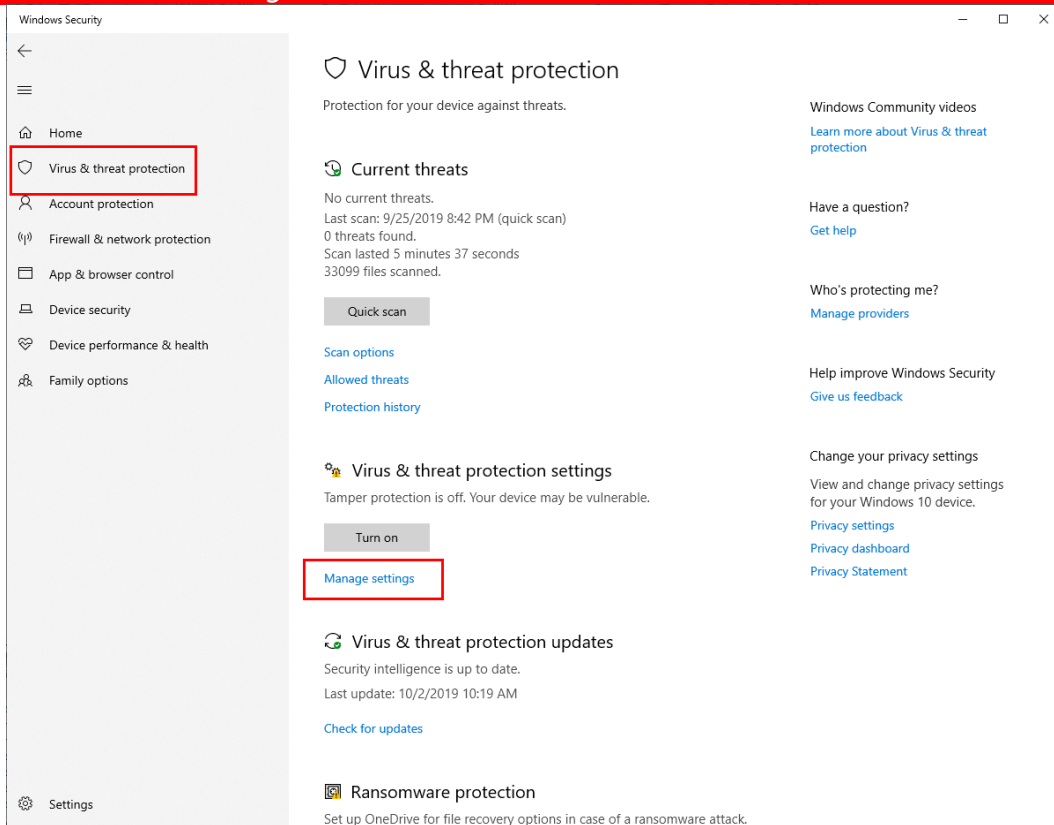 Windows Security
Home
Virus & threat protection
Account protection
Firewall & network protection
App & browser control
Device security
Device performance & health
Family options
Settings
Virus & threat protection
Protection for your device against threats.
Current threats
No current threats.
Last scan: 9/25/2019 8:42 PM (quick scan)
0 threats found.
Scan lasted 5 minutes 37 seconds
33099 files scanned.
Quick scan
Scan options
Allowed threats
Protection history
Virus & threat protection settings
Tamper protection is off. Your device may be vulnerable.
Turn on
Manage settings
Virus & threat protection updates
Security intelligence is up to date.
Last update: 10/2/2019 10:19 AM
Check for updates
Ransomware protection
Set up OneDrive for file recovery options in case of a ransomware attack.
Windows Community videos
Learn more about Virus & threat
protection
Have a question?
Get help
Who's protecting me?
Manage providers
Help improve Windows Security
Give us feedback
Change your privacy settings
View and change privacy settings
for your Windows 10 device.
Privacy settings
Privacy dashboard
Privacy Statement